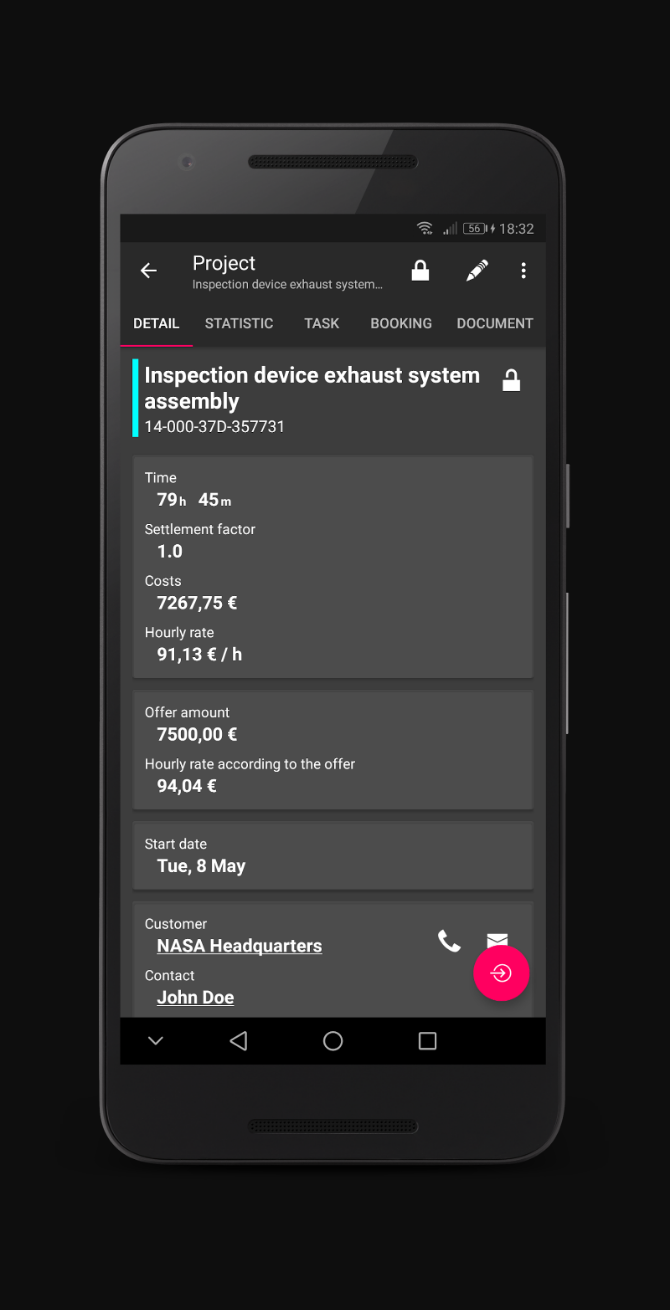 56 18:32
Project
Inspection device exhaust system...
DETAIL STATISTIC TASK BOOKING DOCUMENT
Inspection device exhaust system
assembly
14-000-37D-357731
Time
79h 45m
Settlement factor
1.0
Costs
7267,75 €
Hourly rate
91,13 € / h
Offer amount
7500,00 €
Hourly rate according to the offer
94,04 €
Start date
Tue, 8 May
Customer
NASA Headquarters
Contact
John Doe